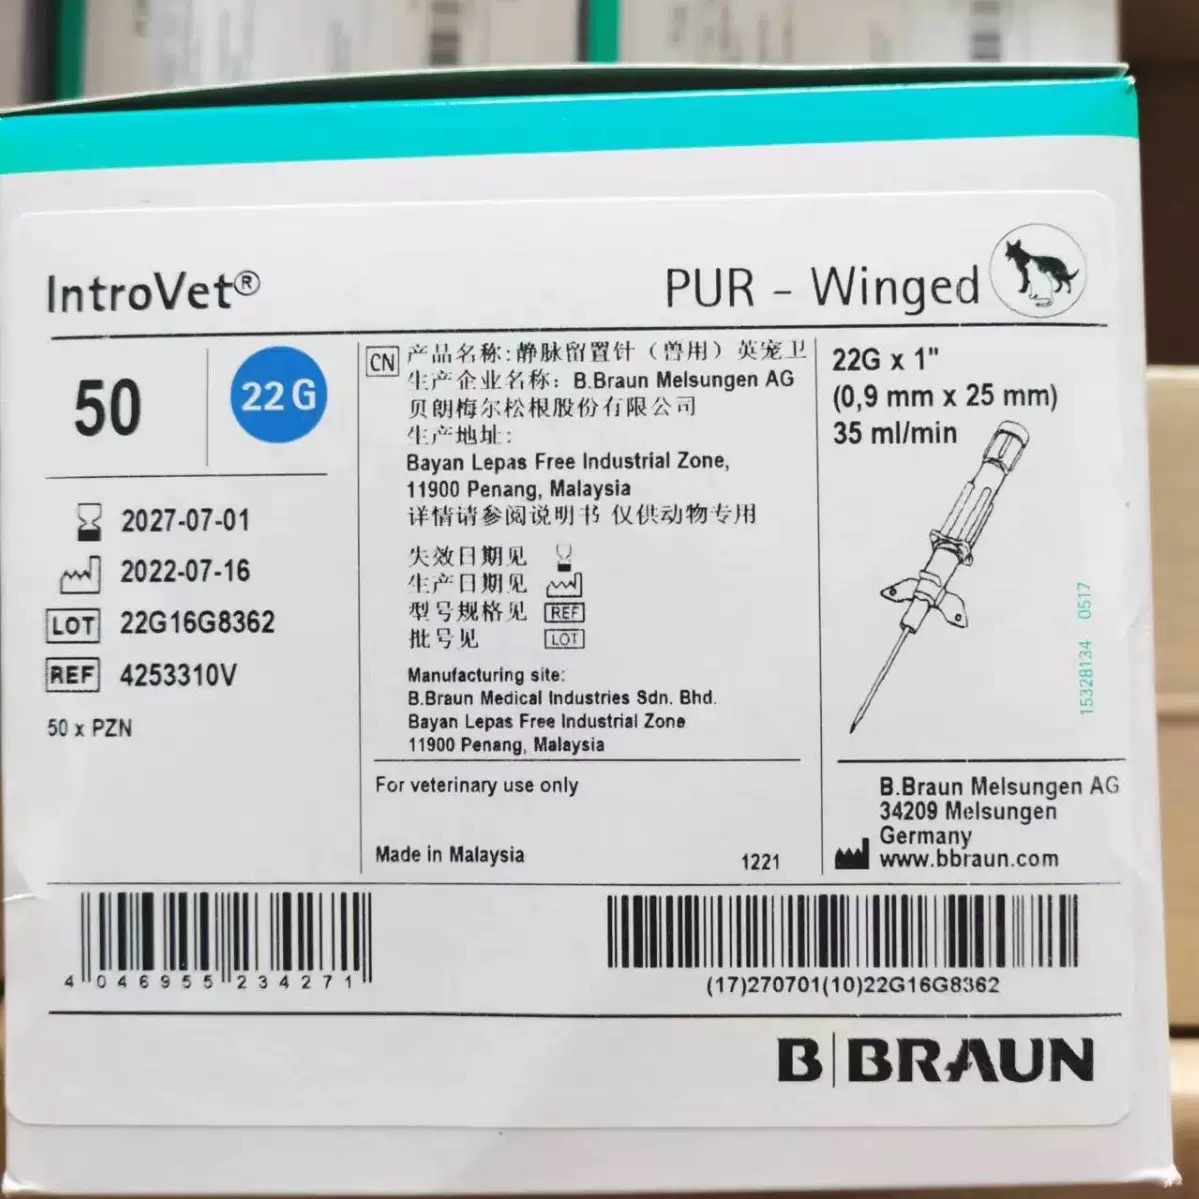 IntroVet®
PUR - Winged
50
22 G
2027-07-01
2022-07-16
LOT 22G16G8362
REF 4253310V
50 x PZN
CN 产品名称:静脉留置针（兽用）英宠卫
生产企业名称: B.Braun Melsungen AG
贝朗梅尔松根股份有限公司
生产地址:
Bayan Lepas Free Industrial Zone,
11900 Penang, Malaysia
详情请参阅说明书 仅供动物专用
失效日期见
生产日期见
型号规格见 REF
批号见 LOT
Manufacturing site:
B.Braun Medical Industries Sdn. Bhd.
Bayan Lepas Free Industrial Zone
11900 Penang, Malaysia
For veterinary use only
Made in Malaysia
1221
22G x 1"
(0,9 mm x 25 mm)
35 ml/min
15328134 0517
B.Braun Melsungen AG
34209 Melsungen
Germany
www.bbraun.com
4 046955 234271
(17)270701(10)22G16G8362
B BRAUN